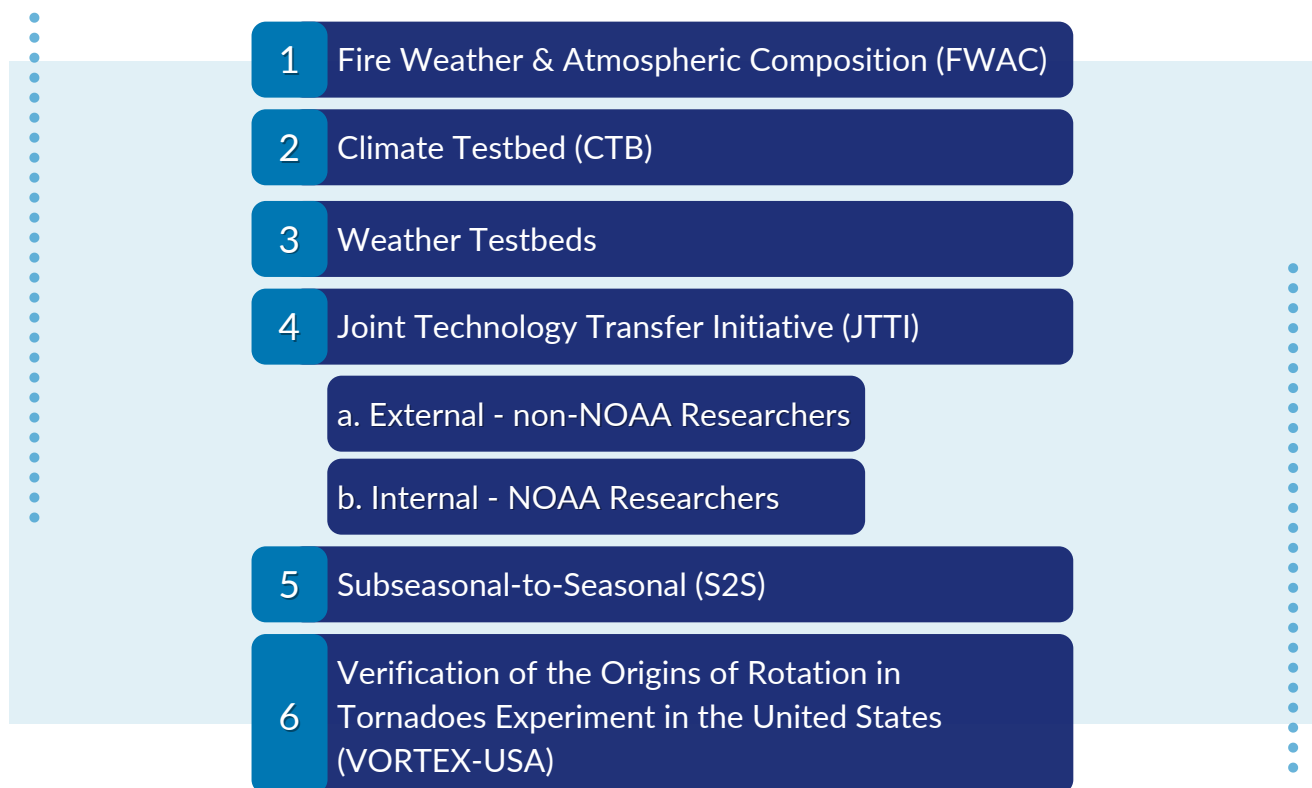 1 Fire Weather & Atmospheric Composition (FWAC)
2 Climate Testbed (CTB)
3 Weather Testbeds
4 Joint Technology Transfer Initiative (JTTI)
a. External - non-NOAA Researchers
b. Internal - NOAA Researchers
5 Subseasonal-to-Seasonal (S2S)
6 Verification of the Origins of Rotation in
Tornadoes Experiment in the United States
(VORTEX-USA)